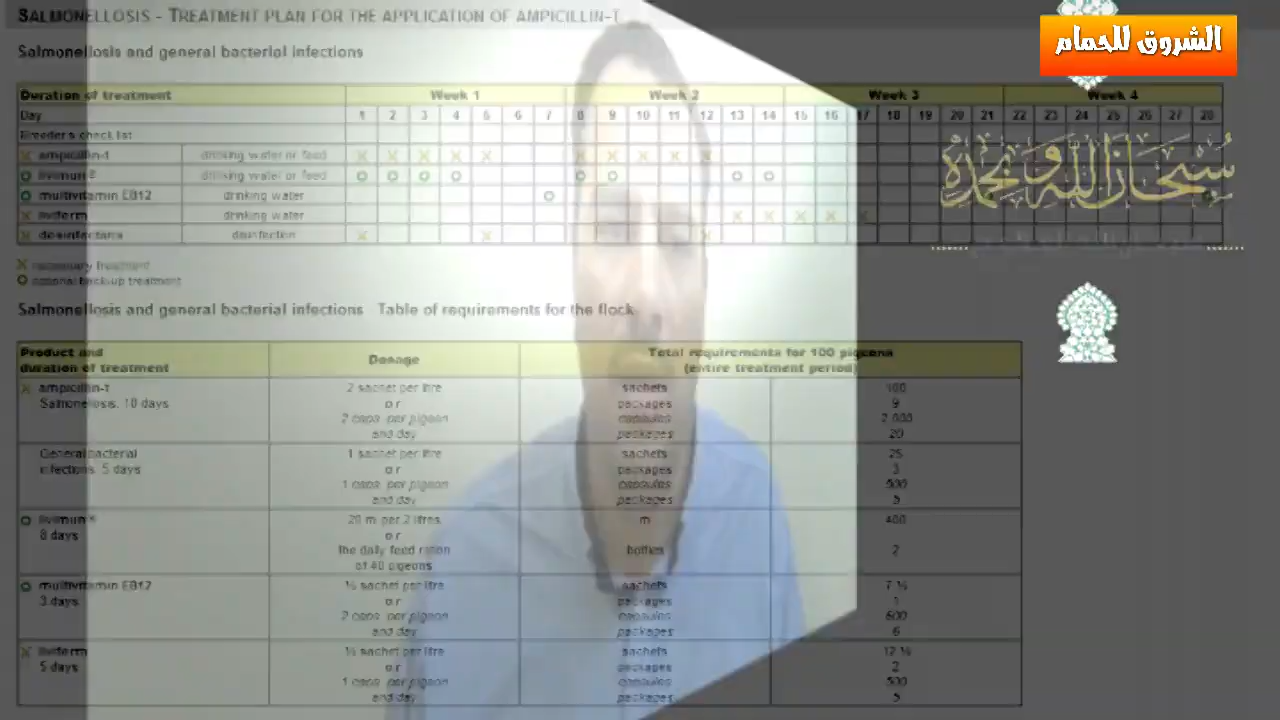 SALMONELLOSIS - TREATMENT PLAN FOR THE APPLICATION OF AMPICILLIN-T
الشروق للحمام
Salmonellosis and general bacterial infections
Duration of treatment Week 1 Week 2 Week 3 Week 4
Day 1 2 3 4 5 6 7 8 9 10 11 12 13 14 15 16 17 18 19 20 21 22 23 24 25 26 27 28
Breeder's check list
X ampicillin-t drinking water or feed X X X X X X X X X X
O livimun® drinking water or feed O O O O O O O O
سبحان الله وبحمده
O multivitamin EB12 drinking water O O
X drinking water X X X X X
X disinfection X X X
X necessary treatment
O optional back-up treatment
Salmonellosis and general bacterial infections Table of requirements for the flock
Product and Dosage Total requirements for 100 pigeons
duration of treatment (entire treatment period)
X ampicillin-t 2 sachet per litre sachets 180
Salmonellosis. 10 days or packages 9
2 caps. per pigeon capsules 2 000
and day packages 20
General bacterial 1 sachet per litre sachets 25
infections. 5 days or packages 3
1 caps. per pigeon capsules 500
and day packages 5
O livimun® 20 ml per 2 litres 400
8 days or
the daily feed ration bottles 2
of 40 pigeons
O multivitamin EB12 ½ sachet per litre sachets 7 ½
3 days or packages 1
2 caps. per pigeon capsules 600
and day packages 6
X ½ sachet per litre sachets 12 ½
5 days or packages 2
1 caps. per pigeon capsules 500
and day packages 5